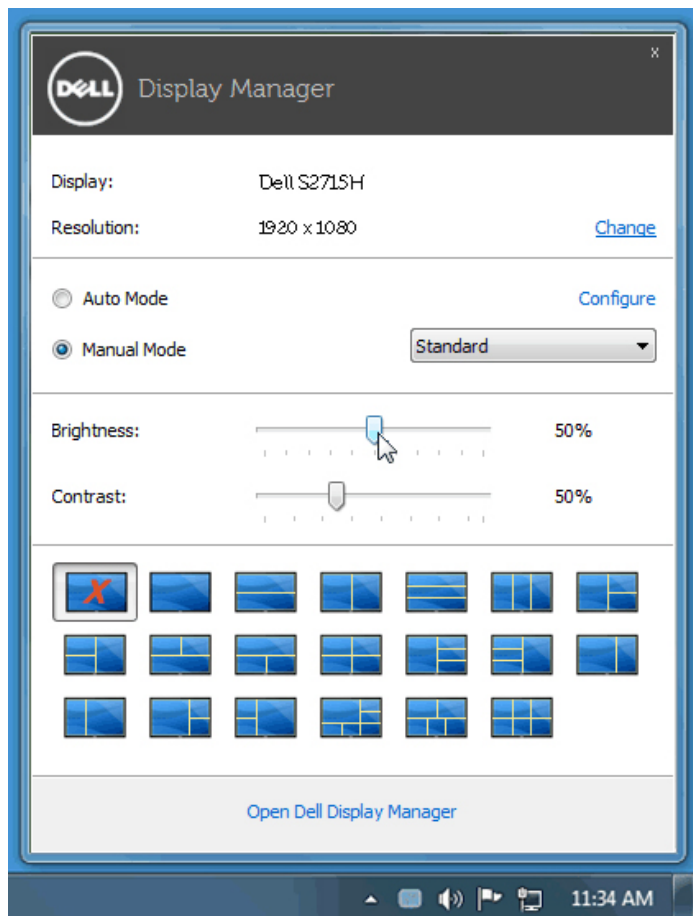 x
DELL Display Manager
Display: Dell S2715H
Resolution: 1920 x 1080 Change
Auto Mode Configure
Manual Mode Standard
Brightness: 50%
Contrast: 50%
X
Open Dell Display Manager
11:34 AM